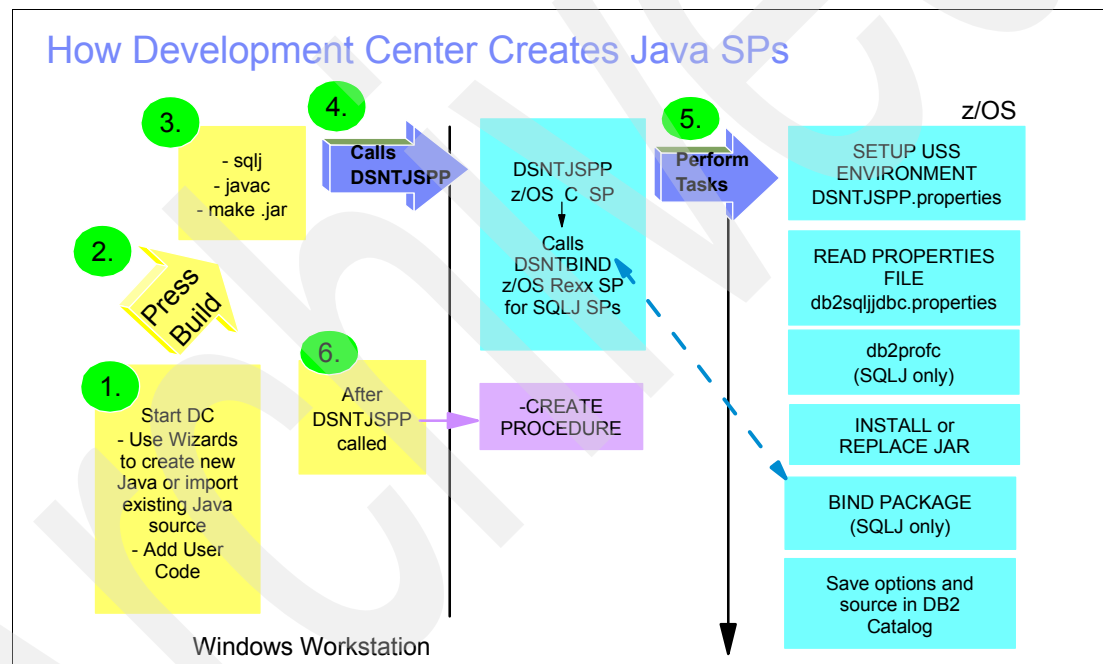 How Development Center Creates Java SPs
1.
Start DC
- Use Wizards
to create new
Java or import
existing Java
source
- Add User
Code
2.
Press
Build
3.
- sqlj
- javac
- make .jar
4.
Calls
DSNTJSPP
DSNTJSPP
z/OS C SP
Calls
DSNTBIND
z/OS Rexx SP
for SQLJ SPs
5.
Perform
Tasks
z/OS
SETUP USS
ENVIRONMENT
DSNTJSPP.properties
READ PROPERTIES
FILE
db2sqljjdbc.properties
db2profc
(SQLJ only)
INSTALL or
REPLACE JAR
BIND PACKAGE
(SQLJ only)
Save options and
source in DB2
Catalog
6.
After
DSNTJSPP
called
-CREATE
PROCEDURE
Windows Workstation